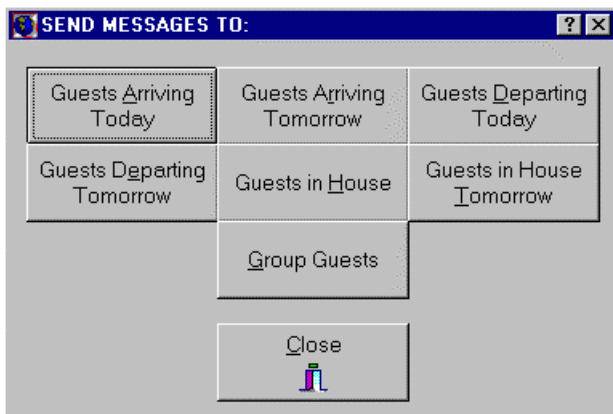 SEND MESSAGES TO:
Guests Arriving
Today
Guests Arriving
Tomorrow
Guests Departing
Today
Guests Departing
Tomorrow
Guests in House
Guests in House
Tomorrow
Group Guests
Close